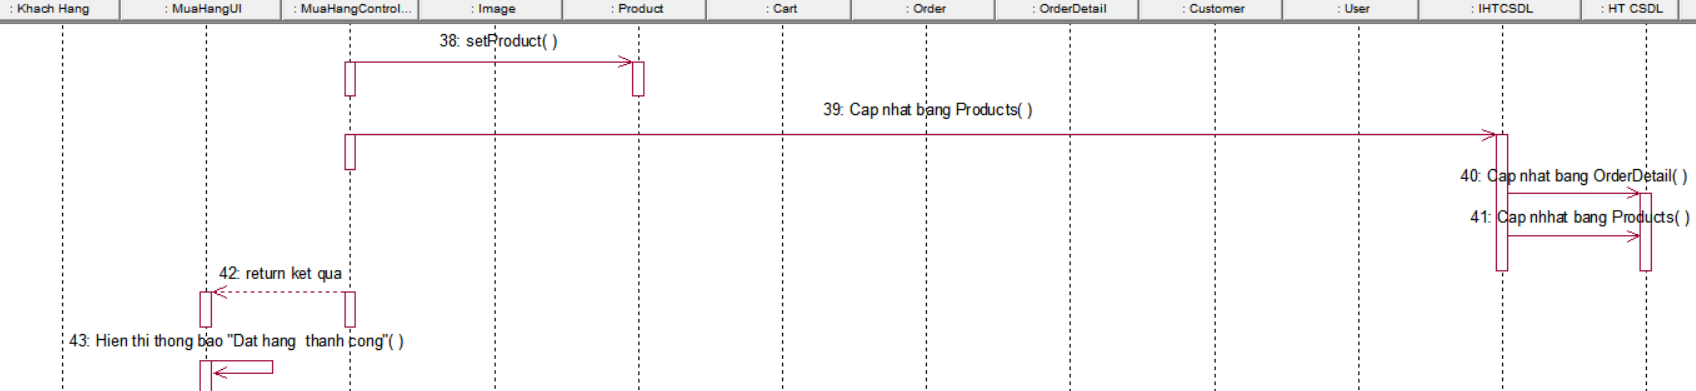 : Khach Hang
: MuaHangUI
: MuaHangControl...
: Image
: Product
: Cart
: Order
: OrderDetail
: Customer
: User
: IHTCSDL
: HT CSDL
38: setProduct( )
39: Cap nhat bang Products( )
40: Cap nhat bang OrderDetail( )
41: Cap nhhat bang Products( )
42: return ket qua
43: Hien thi thong bao "Dat hang thanh cong"( )